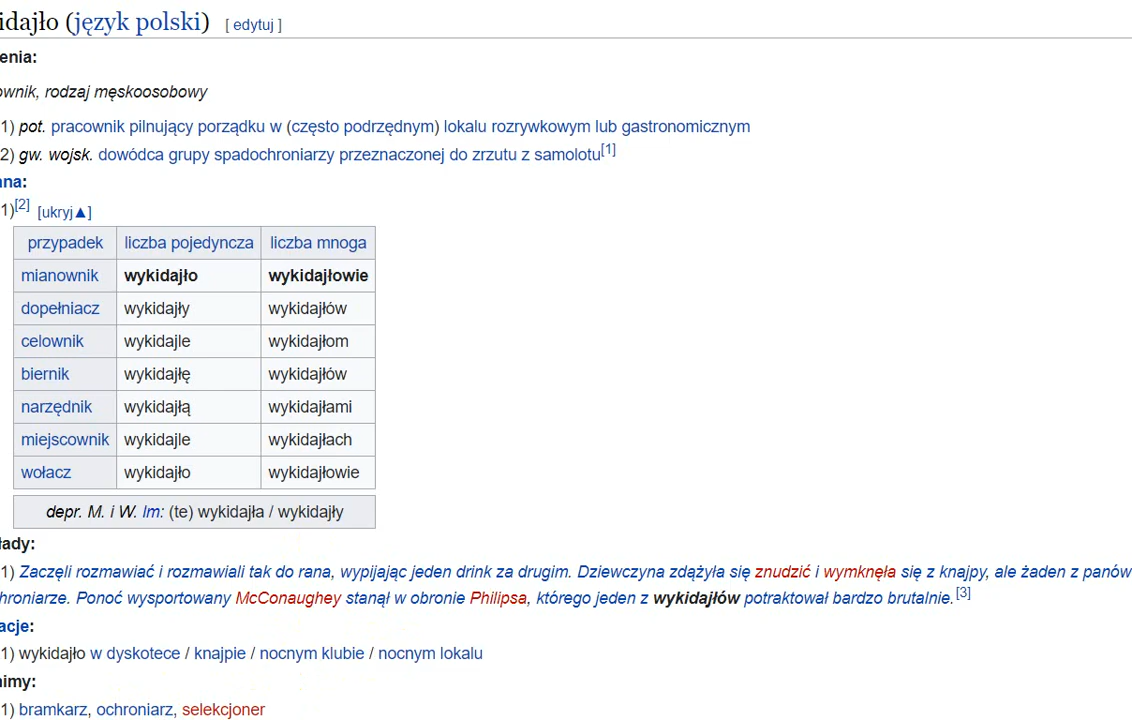 idajło (język polski) [ edytuj ]
enia:
ownik, rodzaj męskoosobowy
1) pot. pracownik pilnujący porządku w (często podrzędnym) lokalu rozrywkowym lub gastronomicznym
2) gw. wojsk. dowódca grupy spadochroniarzy przeznaczonej do zrzutu z samolotu[1]
ana:
1)[2] [ukryj▲]
przypadek liczba pojedyncza liczba mnoga
mianownik wykidajło wykidajłowie
dopełniacz wykidajły wykidajłów
celownik wykidajle wykidajłom
biernik wykidajłę wykidajłów
narzędnik wykidajłą wykidajłami
miejscownik wykidajle wykidajłach
wołacz wykidajło wykidajłowie
depr. M. i W. lm: (te) wykidajła / wykidajły
łady:
1) Zaczęli rozmawiać i rozmawiali tak do rana, wypijając jeden drink za drugim. Dziewczyna zdążyła się znudzić i wymknęła się z knajpy, ale żaden z panów
hroniarze. Ponoć wysportowany McConaughey stanął w obronie Philipsa, którego jeden z wykidajłów potraktował bardzo brutalnie.[3]
acje:
1) wykidajło w dyskotece / knajpie / nocnym klubie / nocnym lokalu
nimy:
1) bramkarz, ochroniarz, selekcjoner